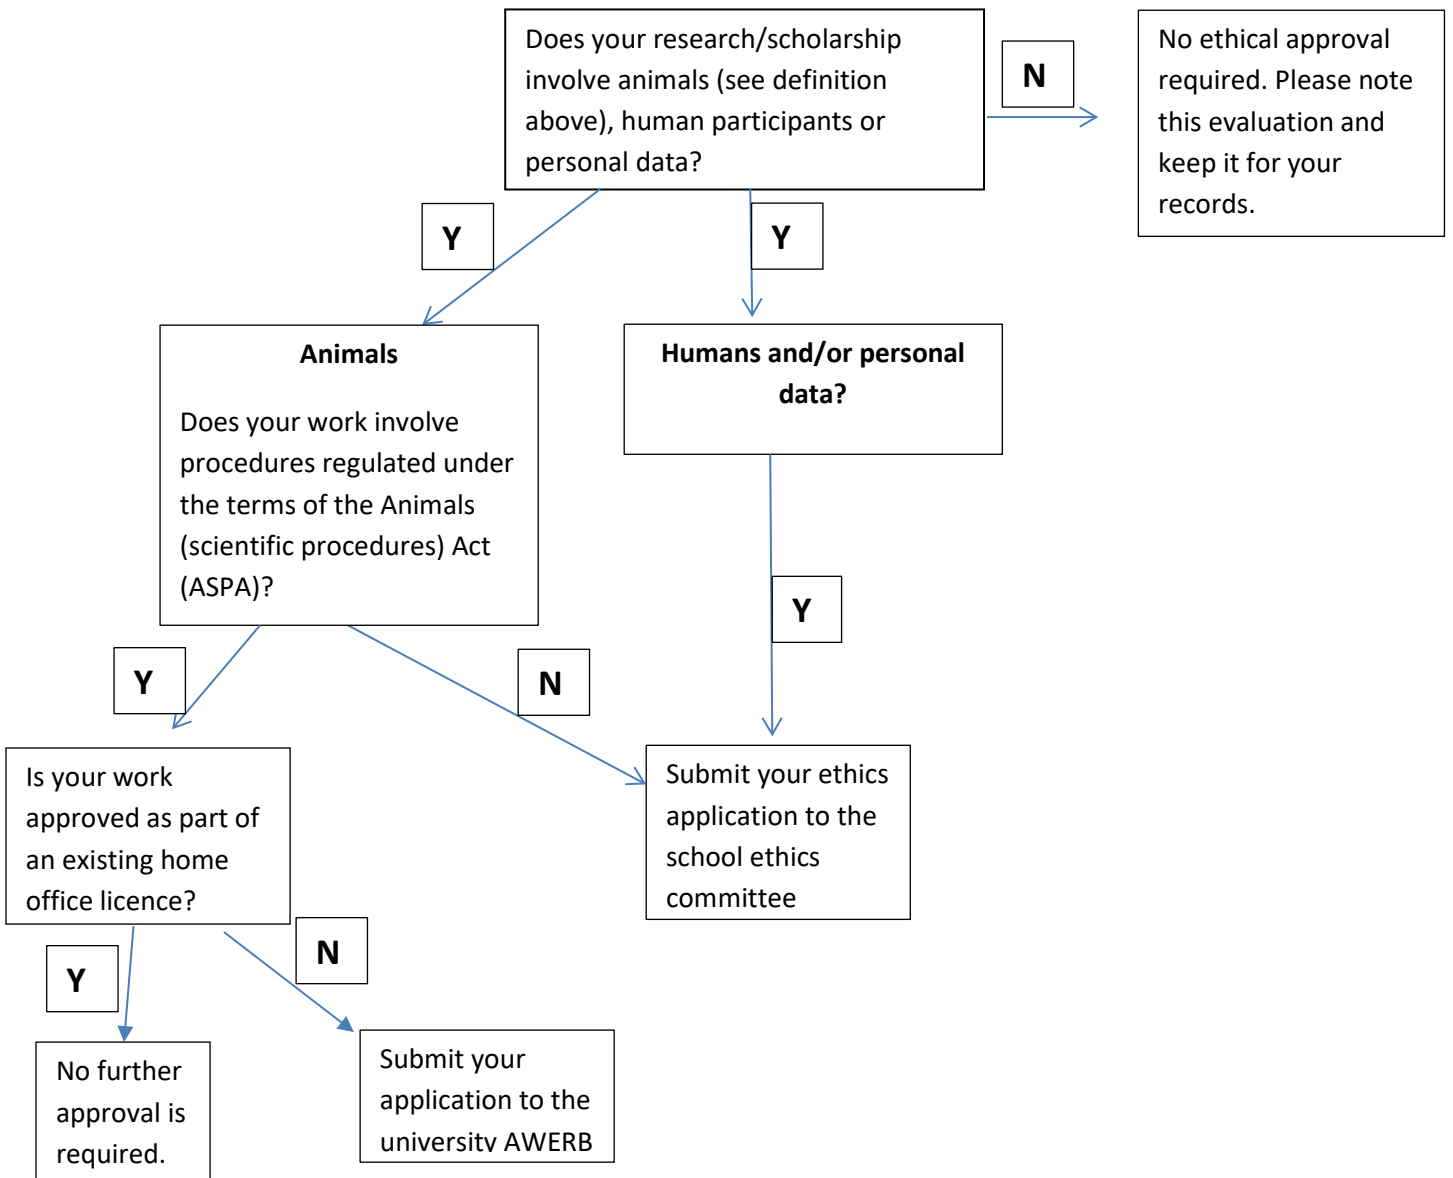 Does your research/scholarship
involve animals (see definition
above), human participants or
personal data?
N
No ethical approval
required. Please note
this evaluation and
keep it for your
records.
Y
Y
Animals
Does your work involve
procedures regulated under
the terms of the Animals
(scientific procedures) Act
(ASPA)?
Humans and/or personal
data?
Y
Y
N
Is your work
approved as part of
an existing home
office licence?
Submit your ethics
application to the
school ethics
committee
Y
N
No further
approval is
required.
Submit your
application to the
university AWERB